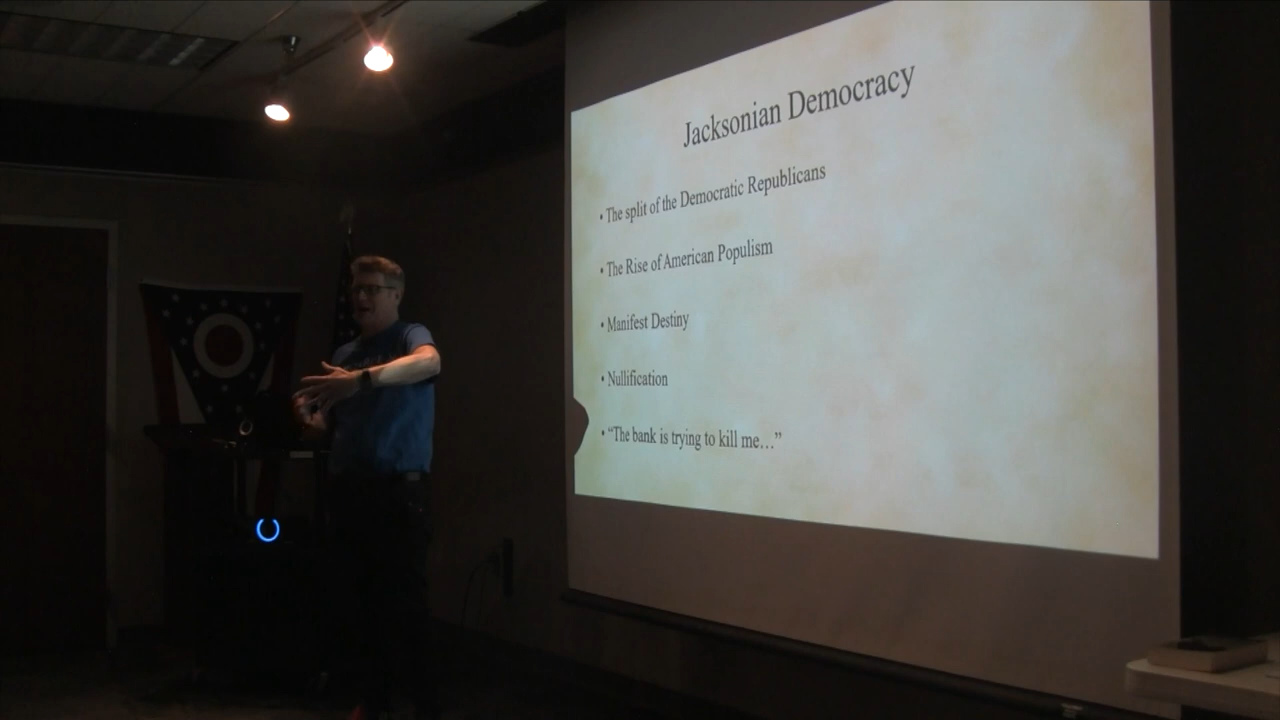 Jacksonian Democracy
• The split of the Democratic Republicans
• The Rise of American Populism
• Manifest Destiny
• Nullification
• “The bank is trying to kill me…”